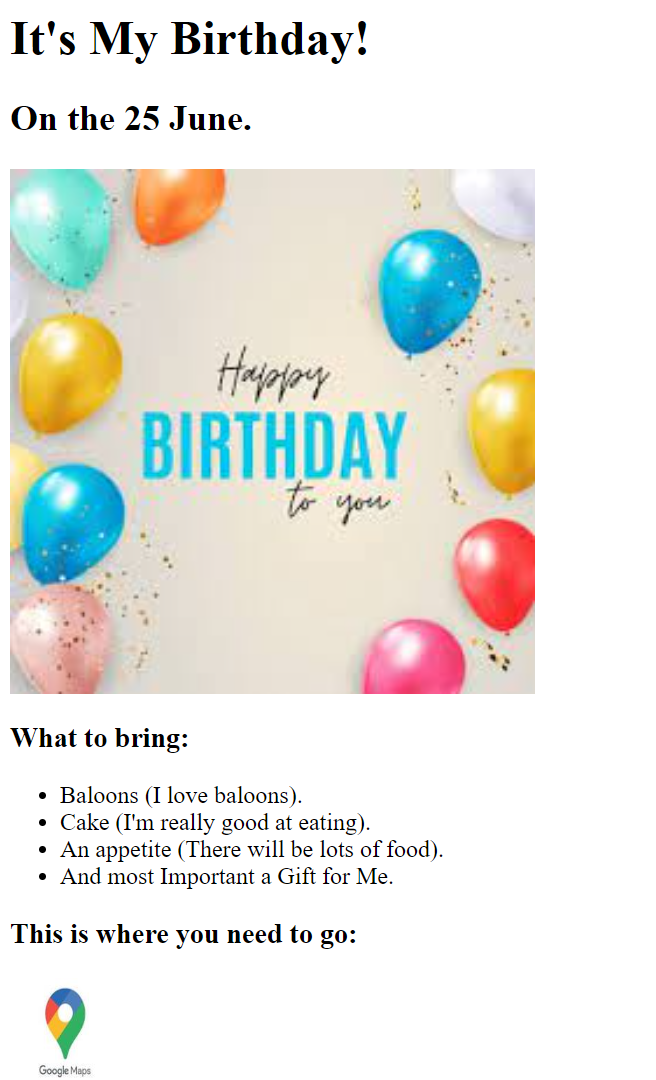 It's My Birthday!
On the 25 June.
Happy
BIRTHDAY
to you
What to bring:
Baloons (I love baloons).
Cake (I'm really good at eating).
An appetite (There will be lots of food).
And most Important a Gift for Me.
This is where you need to go:
Google Maps